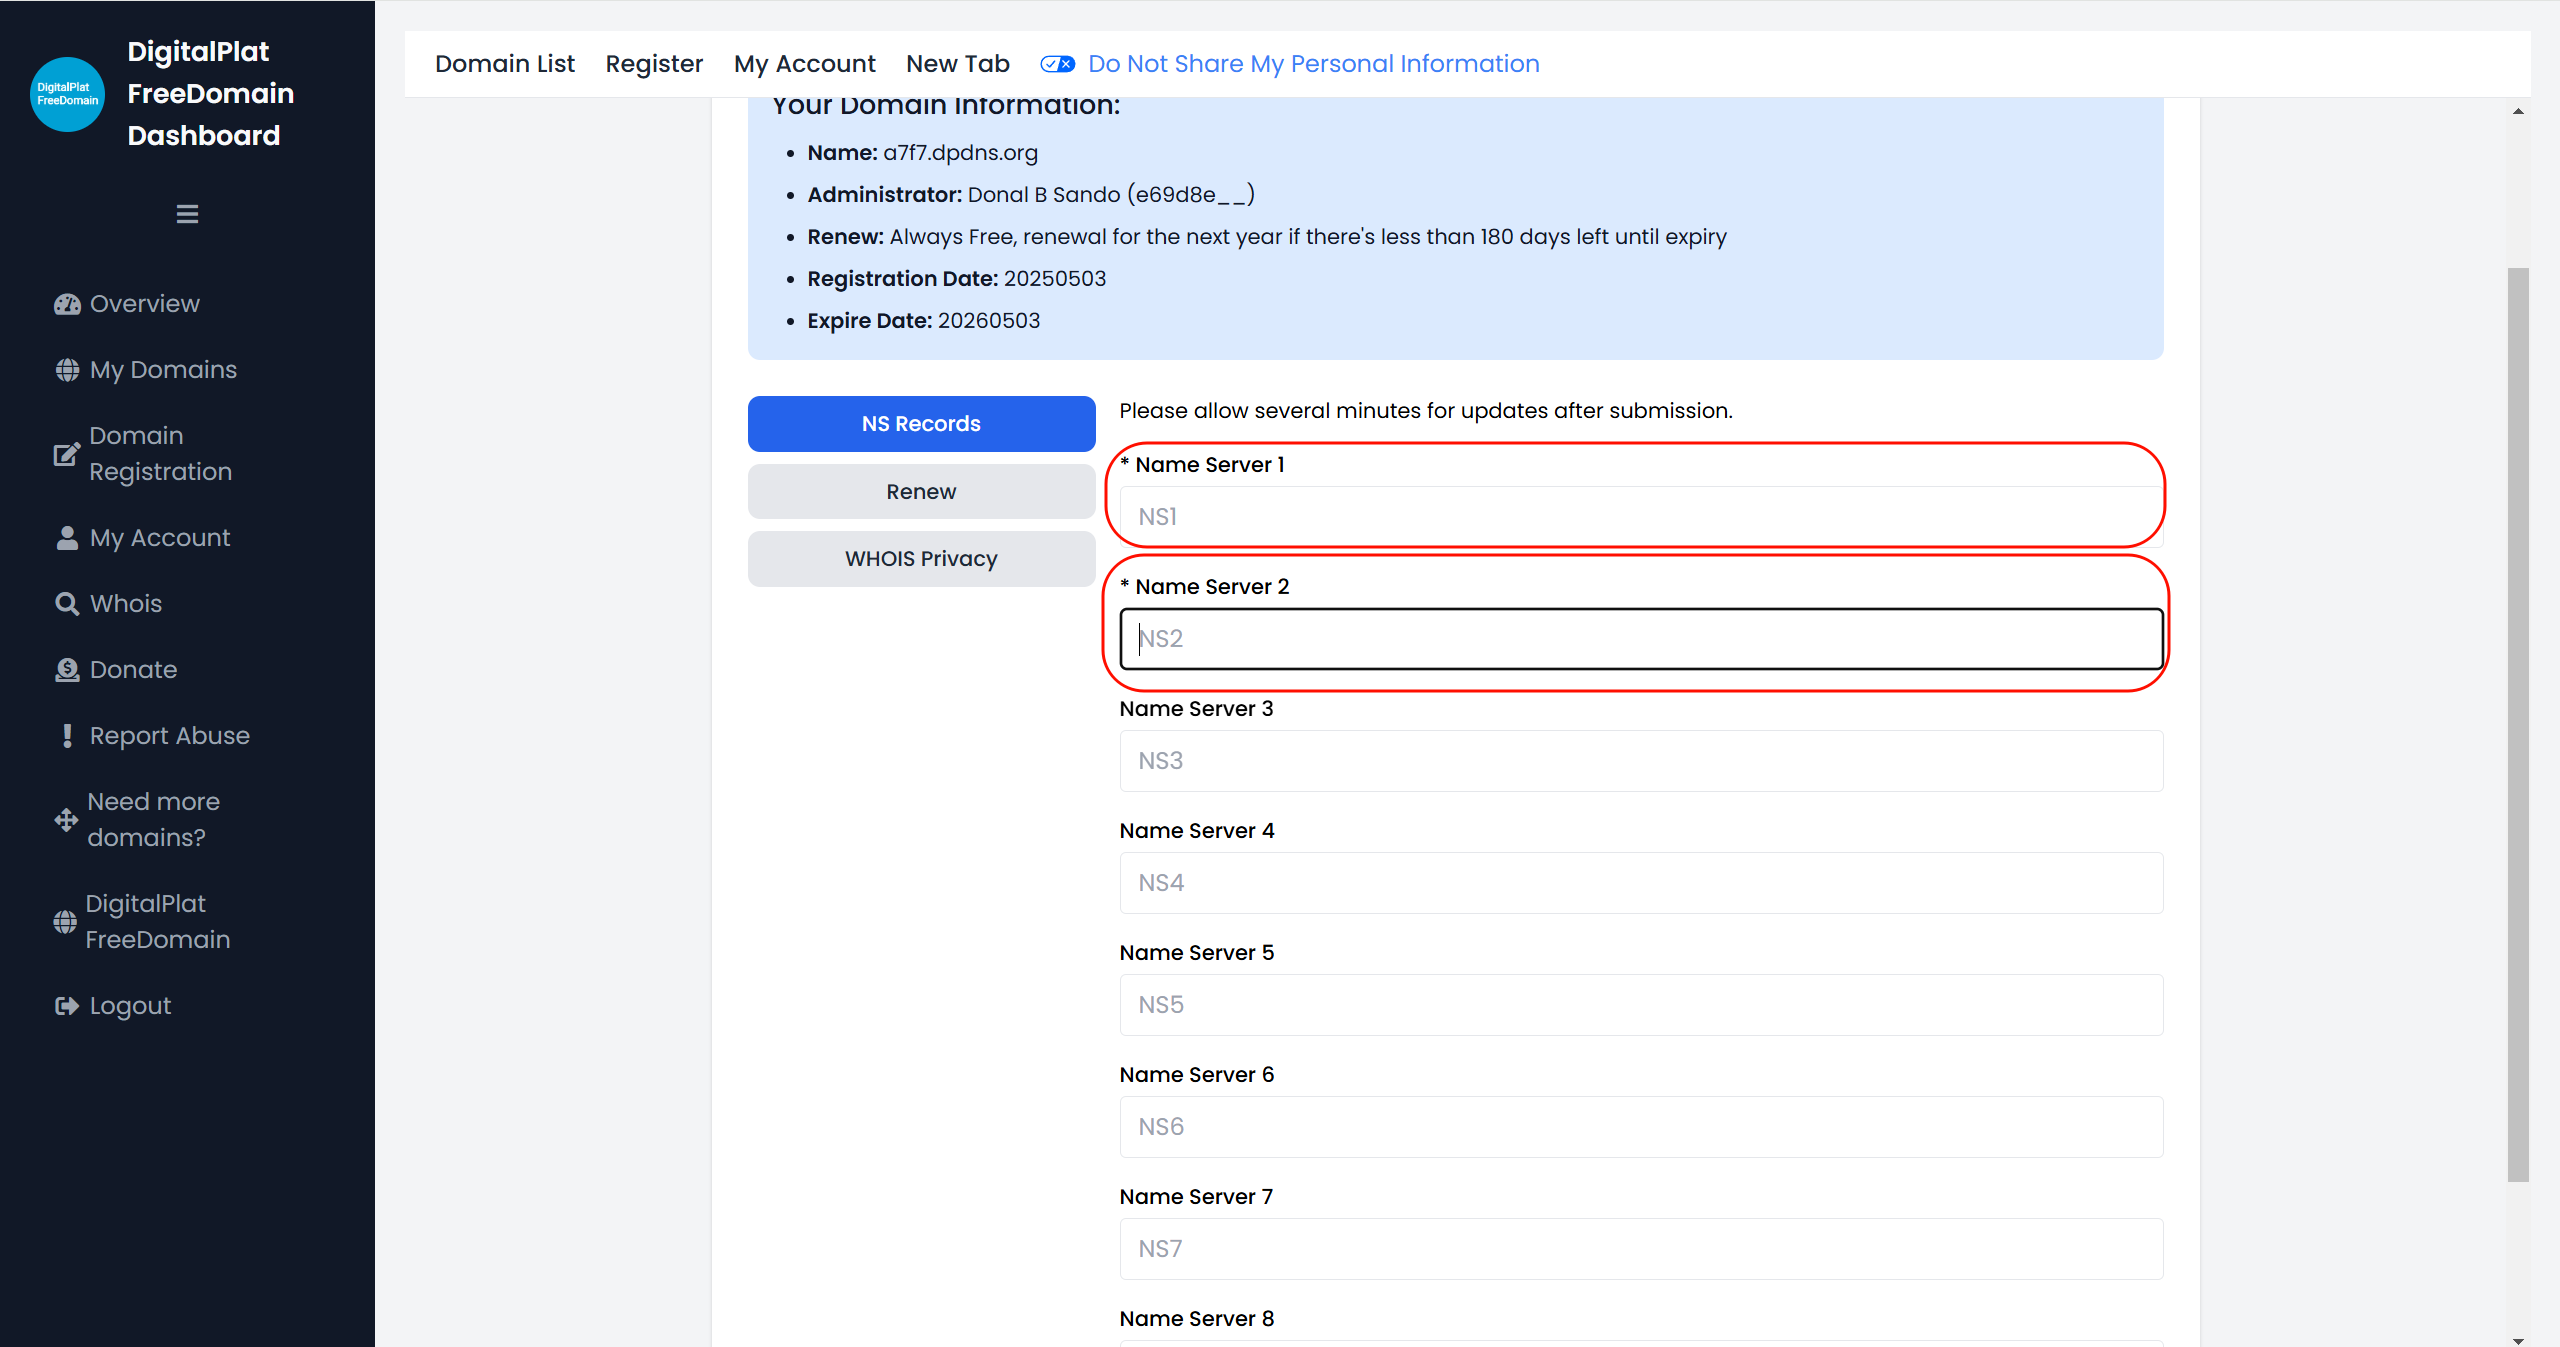 DigitalPlat
FreeDomain
DigitalPlat
FreeDomain
Dashboard
Overview
My Domains
Domain
Registration
My Account
Whois
Donate
Report Abuse
Need more
domains?
DigitalPlat
FreeDomain
Logout
Domain List Register My Account New Tab Do Not Share My Personal Information
Your Domain Information:
• Name: a7f7.dpdns.org
• Administrator: Donal B Sando (e69d8e__)
• Renew: Always Free, renewal for the next year if there's less than 180 days left until expiry
• Registration Date: 20250503
• Expire Date: 20260503
NS Records
Renew
WHOIS Privacy
Please allow several minutes for updates after submission.
* Name Server 1
NS1
* Name Server 2
NS2
Name Server 3
NS3
Name Server 4
NS4
Name Server 5
NS5
Name Server 6
NS6
Name Server 7
NS7
Name Server 8